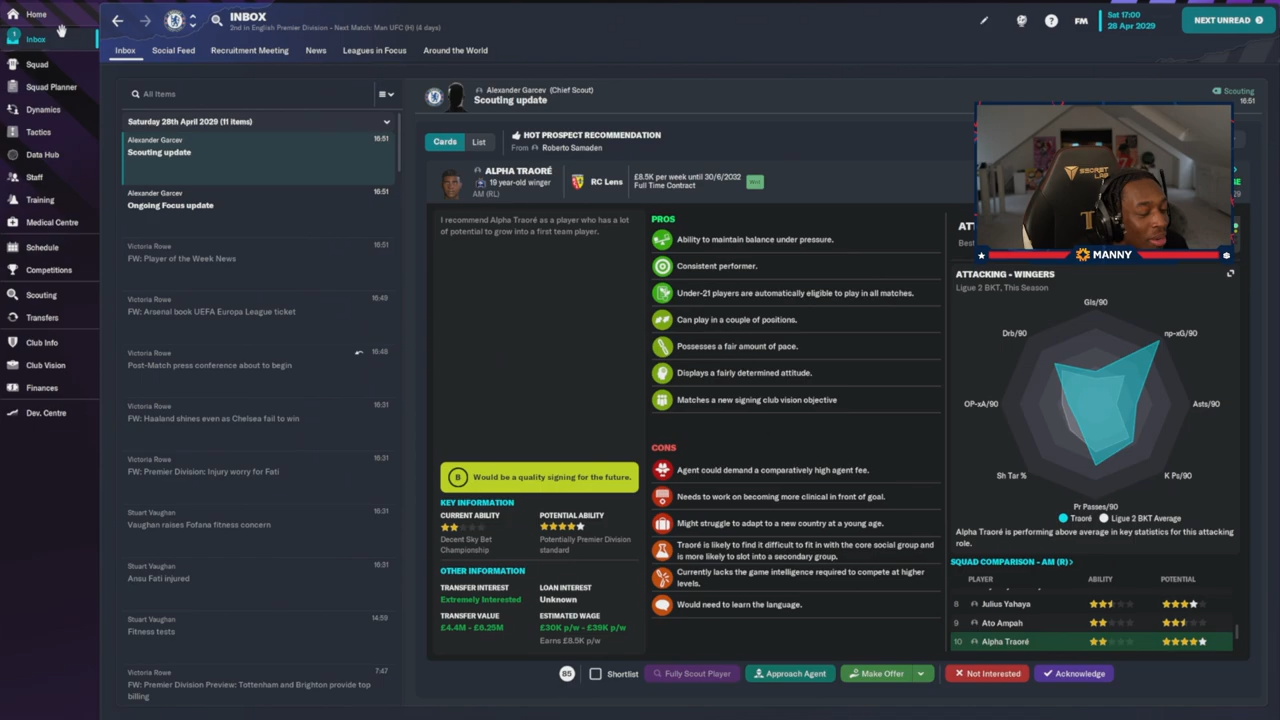 Home
Inbox
Squad
Squad Planner
Dynamics
Tactics
Data Hub
Staff
Training
Medical Centre
Schedule
Competitions
Scouting
Transfers
Club Info
Club Vision
Finances
Dev. Centre
INBOX
2nd in English Premier Division - Next Match: Man UFC (H) (4 days)
FM
Sat 17:00
28 Apr 2029
NEXT UNREAD
Inbox
Social Feed
Recruitment Meeting
News
Leagues in Focus
Around the World
All Items
Saturday 28th April 2029 (11 items)
Alexander Garcev 16:51
Scouting update
Alexander Garcev 16:51
Ongoing Focus update
Victoria Rowe 16:51
FW: Player of the Week News
Victoria Rowe 16:49
FW: Arsenal book UEFA Europa League ticket
Victoria Rowe 16:48
Post-Match press conference about to begin
Victoria Rowe 16:31
FW: Haaland shines even as Chelsea fail to win
Victoria Rowe 16:31
FW: Premier Division: Injury worry for Fati
Stuart Vaughan 16:31
Vaughan raises Fofana fitness concern
Stuart Vaughan 16:31
Ansu Fati injured
Stuart Vaughan 14:59
Fitness tests
Victoria Rowe 7:47
FW: Premier Division Preview: Tottenham and Brighton provide top
billing
Alexander Garcev (Chief Scout)
Scouting update
Scouting
16:51
Cards
List
HOT PROSPECT RECOMMENDATION
From Roberto Samaden
ALPHA TRAORÉ
19 year-old winger
AM (RL)
RC Lens
£8.5K per week until 30/6/2032
Full Time Contract
Wnt
I recommend Alpha Traoré as a player who has a lot
of potential to grow into a first team player.
B Would be a quality signing for the future.
KEY INFORMATION
CURRENT ABILITY
POTENTIAL ABILITY
Decent Sky Bet
Championship
Potentially Premier Division
standard
OTHER INFORMATION
TRANSFER INTEREST
LOAN INTEREST
Extremely Interested
Unknown
TRANSFER VALUE
ESTIMATED WAGE
£4.4M - £6.25M
£30K p/w - £39K p/w
Earns £8.5K p/w
PROS
Ability to maintain balance under pressure.
Consistent performer.
Under-21 players are automatically eligible to play in all matches.
Can play in a couple of positions.
Possesses a fair amount of pace.
Displays a fairly determined attitude.
Matches a new signing club vision objective
CONS
Agent could demand a comparatively high agent fee.
Needs to work on becoming more clinical in front of goal.
Might struggle to adapt to a new country at a young age.
Traoré is likely to find it difficult to fit in with the core social group and
is more likely to slot into a secondary group.
Currently lacks the game intelligence required to compete at higher
levels.
Would need to learn the language.
SECRET LAB
MANNY
ATTACKING - WINGERS
Ligue 2 BKT, This Season
Gls/90
np-xG/90
Asts/90
K Ps/90
Pr Passes/90
Sh Tar %
OP-xA/90
Drb/90
Traoré
Ligue 2 BKT Average
Alpha Traoré is performing above average in key statistics for this attacking
role.
SQUAD COMPARISON - AM (R)
PLAYER ABILITY POTENTIAL
8 Julius Yahaya
9 Ato Ampah
10 Alpha Traoré
85
Shortlist
Fully Scout Player
Approach Agent
Make Offer
Not Interested
Acknowledge